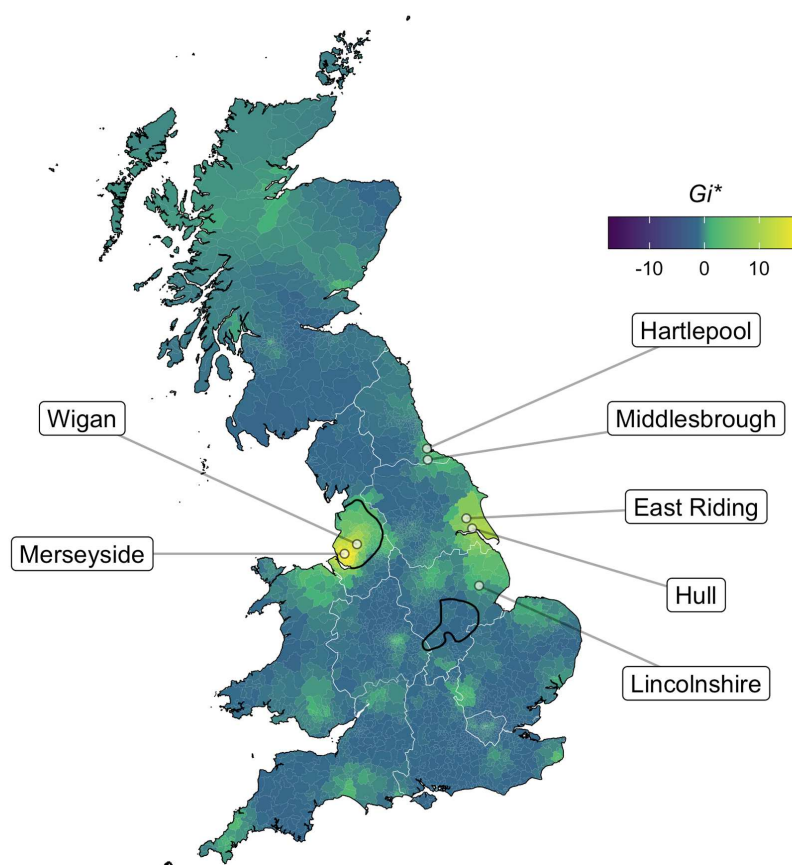 Gi*
-10 0 10
Hartlepool
Wigan
Middlesbrough
East Riding
Merseyside
Hull
Lincolnshire